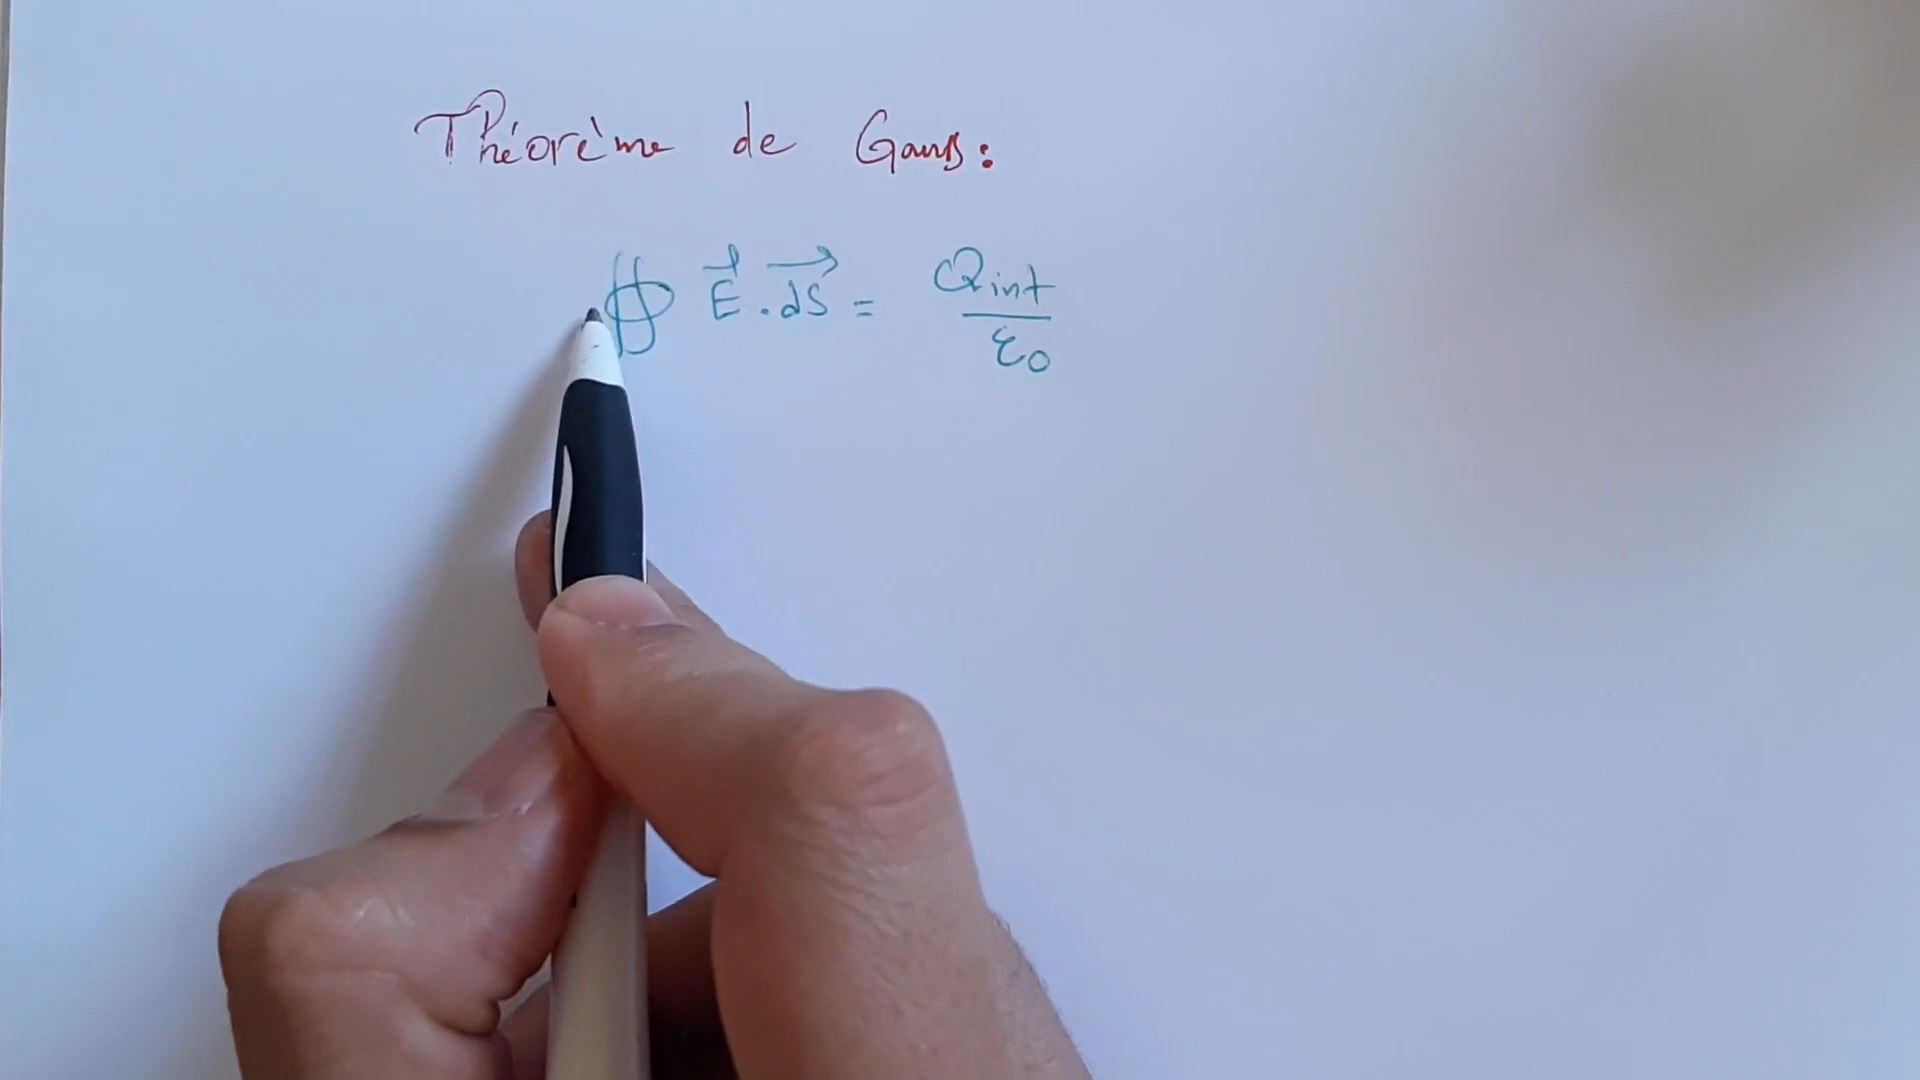 Théorème de Gauss:
∯ E⃗ . dS⃗ = Qint / ε0